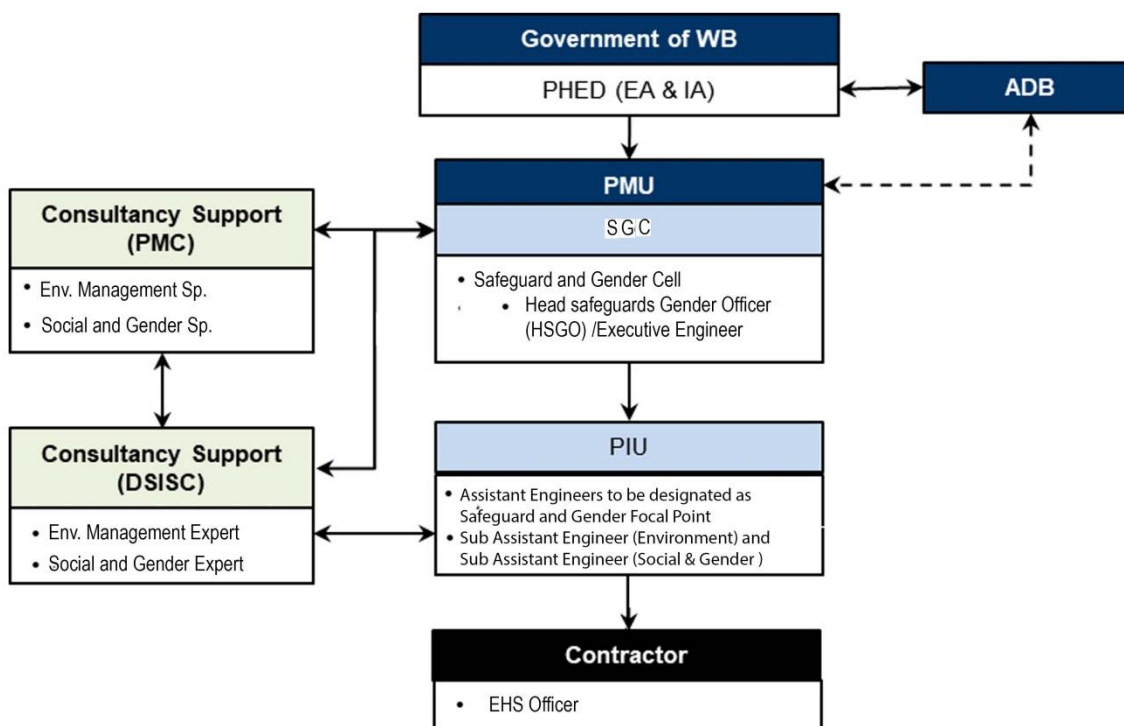 Government of WB
PHED (EA & IA)
ADB
PMU
SGC
• Safeguard and Gender Cell
• Head safeguards Gender Officer
(HSGO) /Executive Engineer
Consultancy Support
(PMC)
• Env. Management Sp.
• Social and Gender Sp.
Consultancy Support
(DSISC)
• Env. Management Expert
• Social and Gender Expert
PIU
• Assistant Engineers to be designated as
Safeguard and Gender Focal Point
• Sub Assistant Engineer (Environment) and
Sub Assistant Engineer (Social & Gender )
Contractor
• EHS Officer